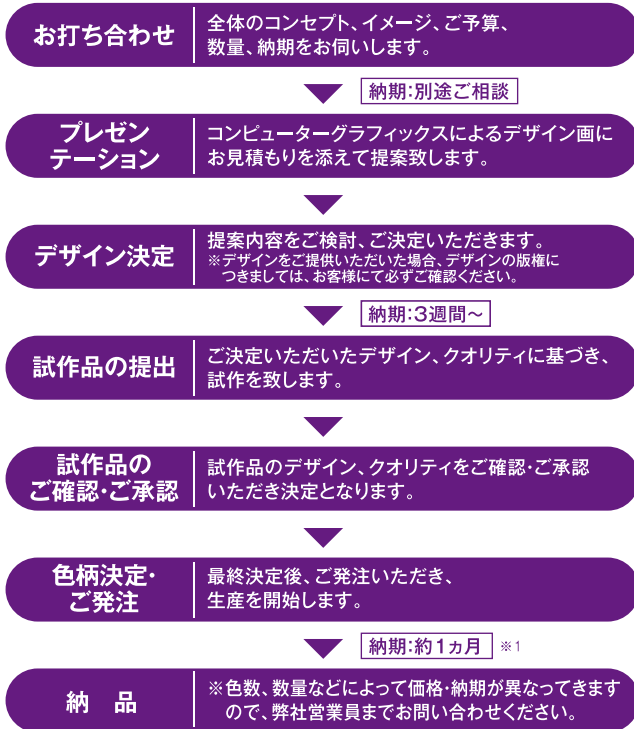 お打ち合わせ
全体のコンセプト、イメージ、ご予算、
数量、納期をお伺いします。
納期:別途ご相談
プレゼン
テーション
コンピューターグラフィックスによるデザイン画に
お見積もりを添えて提案致します。
デザイン決定
提案内容をご検討、ご決定いただきます。
※デザインをご提供いただいた場合、デザインの版権に
つきましては、お客様にて必ずご確認ください。
納期:3週間〜
試作品の提出
ご決定いただいたデザイン、クオリティに基づき、
試作を致します。
試作品の
ご確認・ご承認
試作品のデザイン、クオリティをご確認・ご承認
いただき決定となります。
色柄決定・
ご発注
最終決定後、ご発注いただき、
生産を開始します。
納期:約1ヵ月 ※1
納 品
※色数、数量などによって価格・納期が異なってきます
ので、弊社営業員までお問い合わせください。